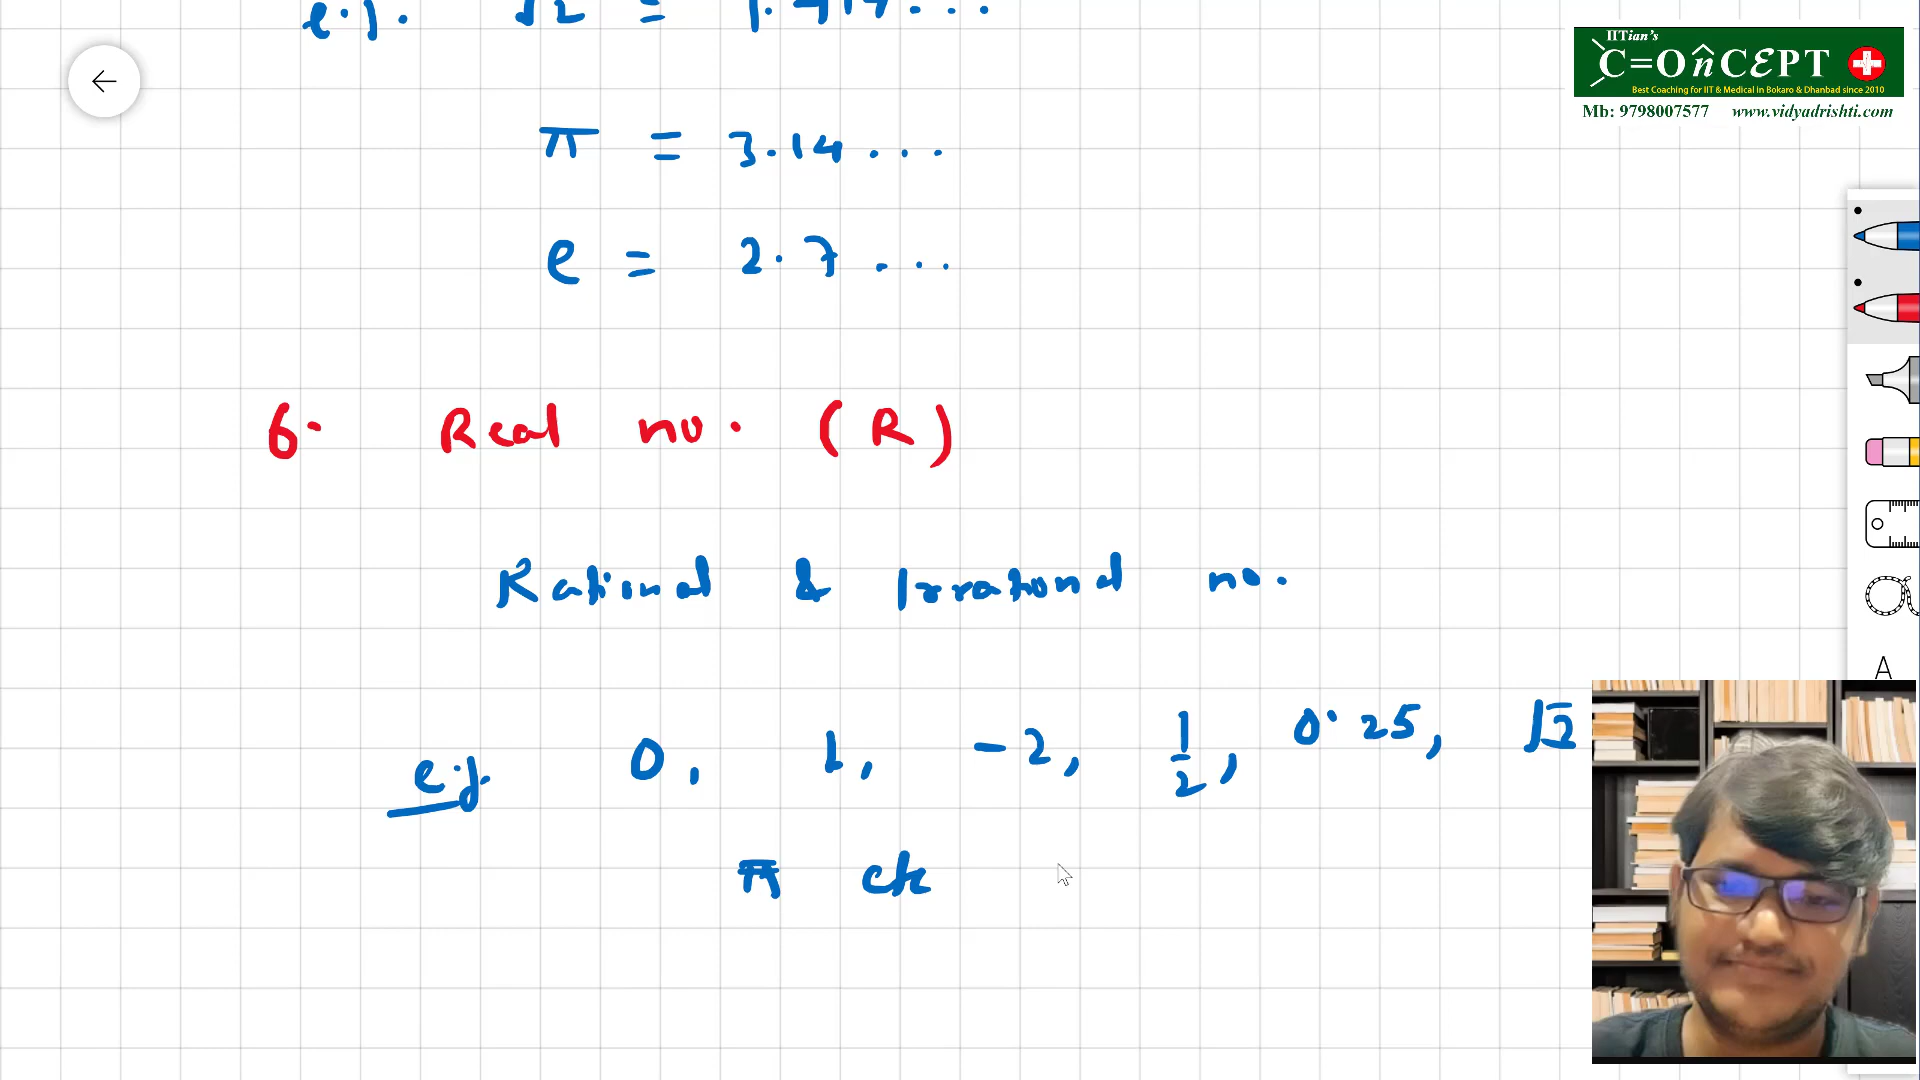 e.g. √2 = 1.414...
IITian's
C=OnCEPT
Best Coaching for IIT & Medical in Bokaro & Dhanbad since 2010
Mb: 9798007577 www.vidyadrishti.com
π = 3.14...
e = 2.7...
6. Real no. (R)
Rational & Irrational no.
A
e.g. 0, 1, -2, 1/2, 0.25, √2
π etc